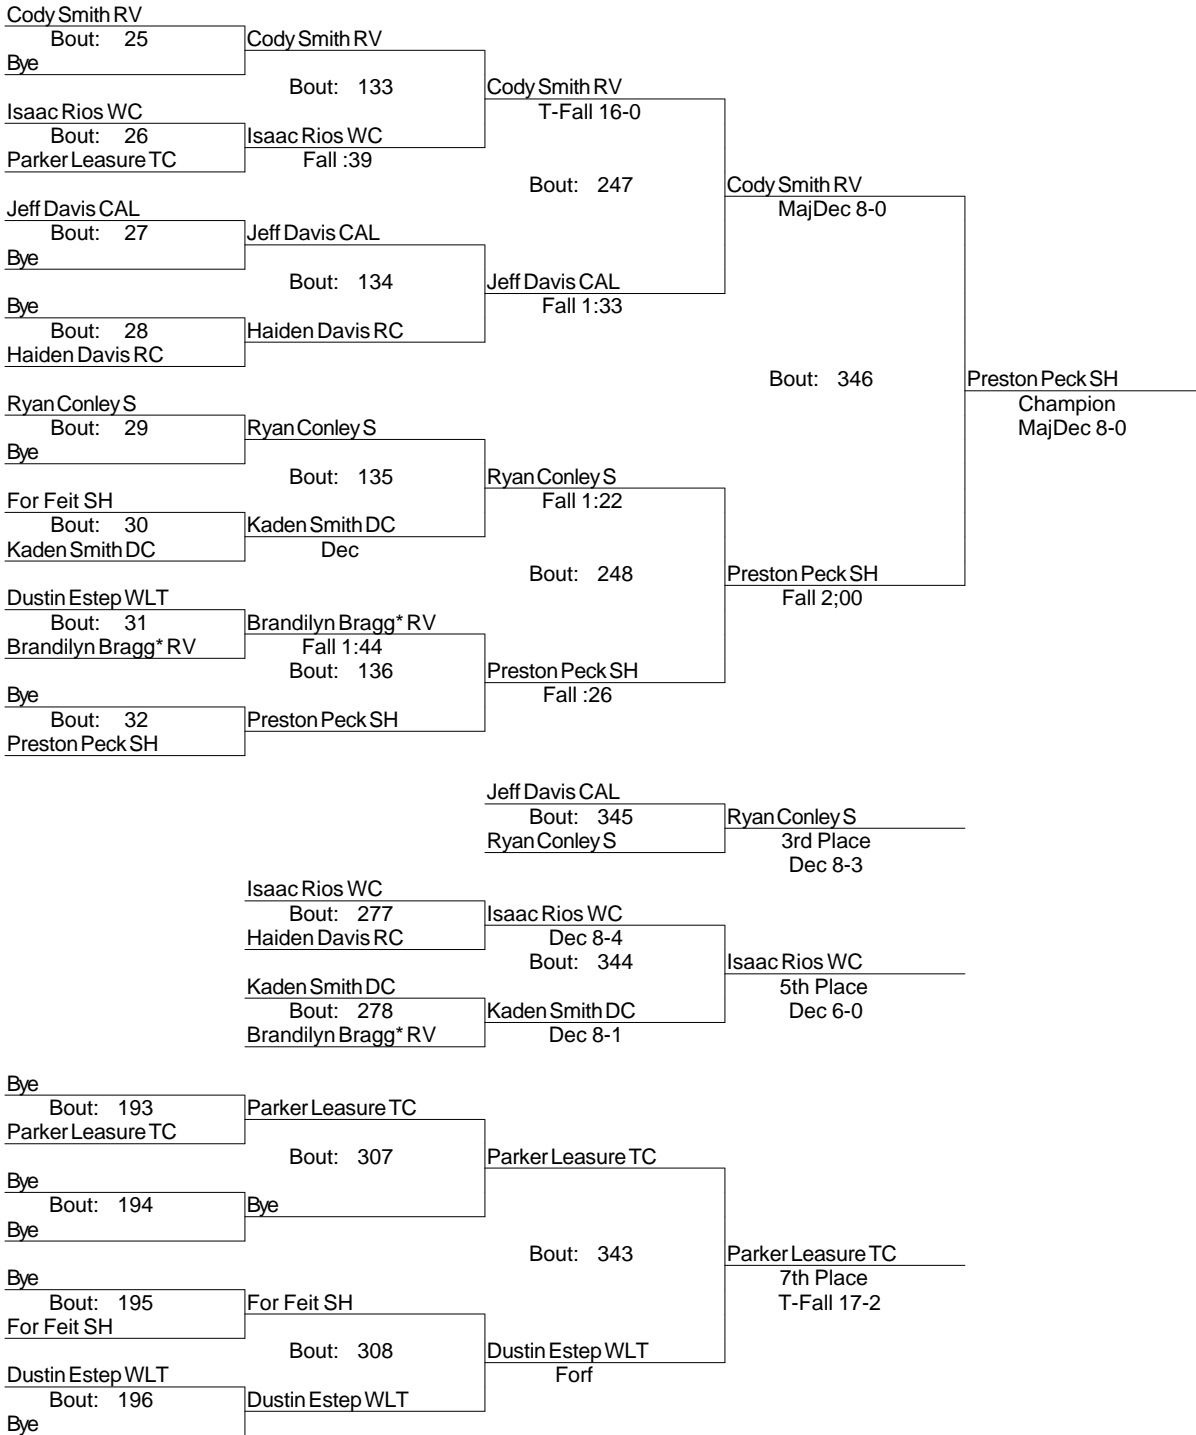 Cody Smith RV
Bout: 25
Bye
Cody Smith RV
Bout: 133
Cody Smith RV
T-Fall 16-0
Isaac Rios WC
Bout: 26
Parker Leasure TC
Isaac Rios WC
Fall :39
Bout: 247
Cody Smith RV
MajDec 8-0
Jeff Davis CAL
Bout: 27
Bye
Jeff Davis CAL
Bout: 134
Jeff Davis CAL
Fall 1:33
Bye
Bout: 28
Haiden Davis RC
Haiden Davis RC
Bout: 346
Preston Peck SH
Champion
MajDec 8-0
Ryan Conley S
Bout: 29
Bye
Ryan Conley S
Bout: 135
Ryan Conley S
Fall 1:22
For Feit SH
Bout: 30
Kaden Smith DC
Kaden Smith DC
Dec
Bout: 248
Preston Peck SH
Fall 2;00
Dustin Estep WLT
Bout: 31
Brandilyn Bragg* RV
Brandilyn Bragg* RV
Fall 1:44
Bout: 136
Preston Peck SH
Fall :26
Bye
Bout: 32
Preston Peck SH
Preston Peck SH
Jeff Davis CAL
Bout: 345
Ryan Conley S
Ryan Conley S
3rd Place
Dec 8-3
Isaac Rios WC
Bout: 277
Haiden Davis RC
Isaac Rios WC
Dec 8-4
Bout: 344
Isaac Rios WC
5th Place
Dec 6-0
Kaden Smith DC
Bout: 278
Brandilyn Bragg* RV
Kaden Smith DC
Dec 8-1
Bye
Bout: 193
Parker Leasure TC
Parker Leasure TC
Bout: 307
Parker Leasure TC
Bye
Bout: 194
Bye
Bye
Bout: 343
Parker Leasure TC
7th Place
T-Fall 17-2
Bye
Bout: 195
For Feit SH
For Feit SH
Bout: 308
Dustin Estep WLT
Forf
Dustin Estep WLT
Bout: 196
Bye
Dustin Estep WLT